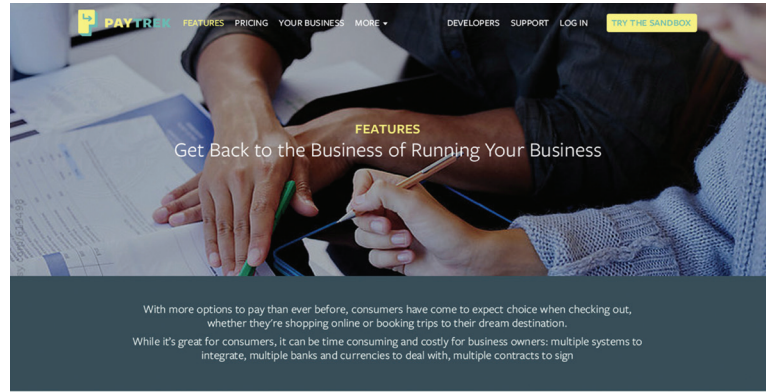 PAYTREK FEATURES PRICING YOUR BUSINESS MORE DEVELOPERS SUPPORT LOG IN TRY THE SANDBOX
FEATURES
Get Back to the Business of Running Your Business
With more options to pay than ever before, consumers have come to expect choice when checking out,
whether they're shopping online or booking trips to their dream destination.
While it's great for consumers, it can be time consuming and costly for business owners: multiple systems to
integrate, multiple banks and currencies to deal with, multiple contracts to sign